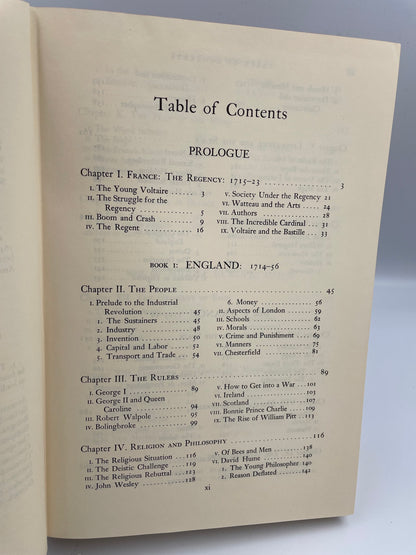 Table of Contents
PROLOGUE
Chapter I. FRANCE: THE REGENCY: 1715-23 3
I. The Young Voltaire 3
II. The Struggle for the
Regency 5
III. Boom and Crash 9
IV. The Regent 16
V. Society Under the Regency 21
VI. Watteau and the Arts 24
VII. Authors 28
VIII. The Incredible Cardinal 31
IX. Voltaire and the Bastille 33
BOOK I: ENGLAND: 1714-56
Chapter II. THE PEOPLE 45
I. Prelude to the Industrial
Revolution 45
1. The Sustainers 45
2. Industry 48
3. Invention 50
4. Capital and Labor 52
5. Transport and Trade 54
6. Money 56
II. Aspects of London 59
III. Schools 62
IV. Morals 63
V. Crime and Punishment 69
VI. Manners 75
VII. Chesterfield 81
Chapter III. THE RULERS 89
I. George I 89
II. George II and Queen
Caroline 94
III. Robert Walpole 95
IV. Bolingbroke 99
V. How to Get into a War 101
VI. Ireland 103
VII. Scotland 107
VIII. Bonnie Prince Charlie 109
IX. The Rise of William Pitt 113
Chapter IV. RELIGION AND PHILOSOPHY 116
I. The Religious Situation 116
II. The Deistic Challenge 119
III. The Religious Rebuttal 123
IV. John Wesley 128
V. Of Bees and Men 138
VI. David Hume 140
1. The Young Philosopher 140
2. Reason Deflated 142
xi